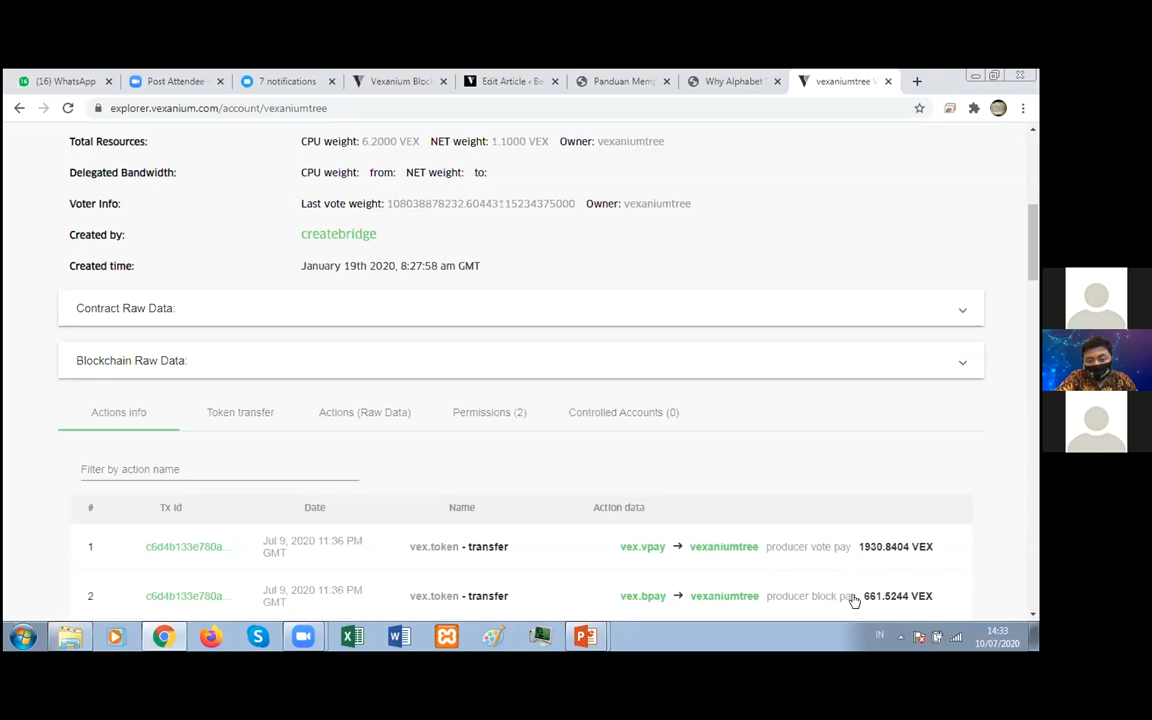 (16) WhatsApp
Post Attendee -
7 notifications
Vexanium Bloc
Edit Article ‹ Be
Panduan Mem
Why Alphabet
vexaniumtree
explorer.vexanium.com/account/vexaniumtree
Total Resources: CPU weight: 6.2000 VEX NET weight: 1.1000 VEX Owner: vexaniumtree
Delegated Bandwidth: CPU weight: from: NET weight: to:
Voter Info: Last vote weight: 108038878232.60443115234375000 Owner: vexaniumtree
Created by: createbridge
Created time: January 19th 2020, 8:27:58 am GMT
Contract Raw Data:
Blockchain Raw Data:
Actions info Token transfer Actions (Raw Data) Permissions (2) Controlled Accounts (0)
Filter by action name
# Tx Id Date Name Action data
1 c6d4b133e780a... Jul 9, 2020 11:36 PM GMT vex.token - transfer vex.vpay → vexaniumtree producer vote pay 1930.8404 VEX
2 c6d4b133e780a... Jul 9, 2020 11:36 PM GMT vex.token - transfer vex.bpay → vexaniumtree producer block pay 661.5244 VEX
IN
14:33
10/07/2020